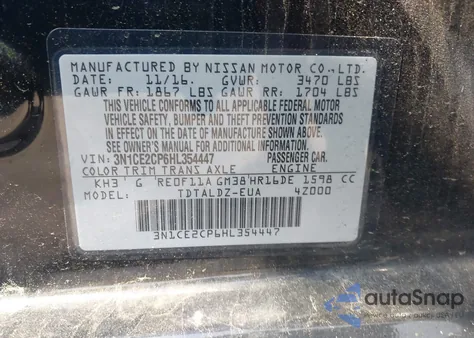 MANUFACTURED BY NISSAN MOTOR CO., LTD.
DATE: 11/16. GVWR: 3470 LBS
GAWR FR: 1867 LBS GAWR RR: 1704 LBS
THIS VEHICLE CONFORMS TO ALL APPLICABLE FEDERAL MOTOR
VEHICLE SAFETY, BUMPER AND THEFT PREVENTION STANDARDS
IN EFFECT ON THE DATE OF MANUFACTURE SHOWN ABOVE.
SEE OWNER'S MANUAL FOR ADDITIONAL INFORMATION.
VIN: 3N1CE2CP6HL354447 PASSENGER CAR.
COLOR TRIM TRANS AXLE ENGINE
KH3 G RE0F11A GM38 HR16DE 1598 CC
MODEL: TDTALDZ-EUA 4Z000
3N1CE2CP6HL354447
autoSnap